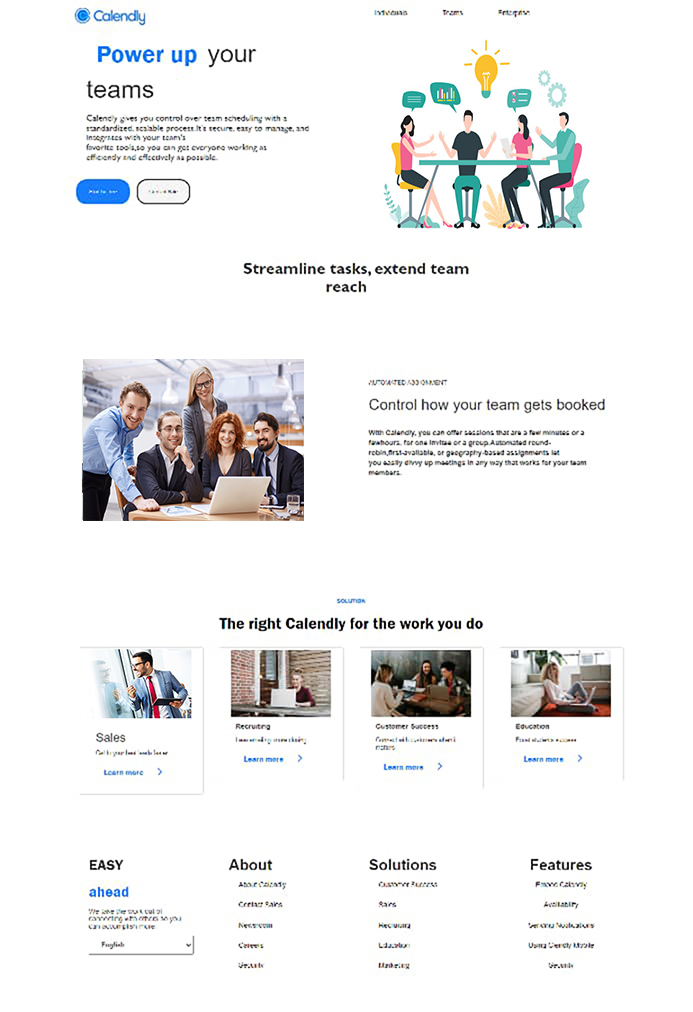 Calendly
Individuals Teams Enterprise
Power up your
teams
Calendly gives you control over team scheduling with a
standardized, scalable process.It's secure, easy to manage, and
integrates with your team's
favorite tools,so you can get everyone working as
efficiently and effectively as possible.
Streamline tasks, extend team
reach
AUTOMATED ASSIGNMENT
Control how your team gets booked
With Calendly, you can offer sessions that are a few minutes or a
fewhours, for one invitee or a group.Automated round-
robin,first-available, or geography-based assignments let
you easily divvy up meetings in any way that works for your team
members.
SOLUTION
The right Calendly for the work you do
Sales
Get to your best leads faster
Learn more
Recruiting
Learn more
Customer Success
Connect with customers when it
matters
Learn more
Education
Boost students success
Learn more
EASY
ahead
We take the work out of
connecting with others so you
can accomplish more
English
About
About Calendly
Contact Sales
Newsroom
Careers
Security
Solutions
Customer Success
Sales
Recruiting
Education
Marketing
Features
Embed Calendly
Availability
Sending Notifications
Using Clendly Mobile
Security